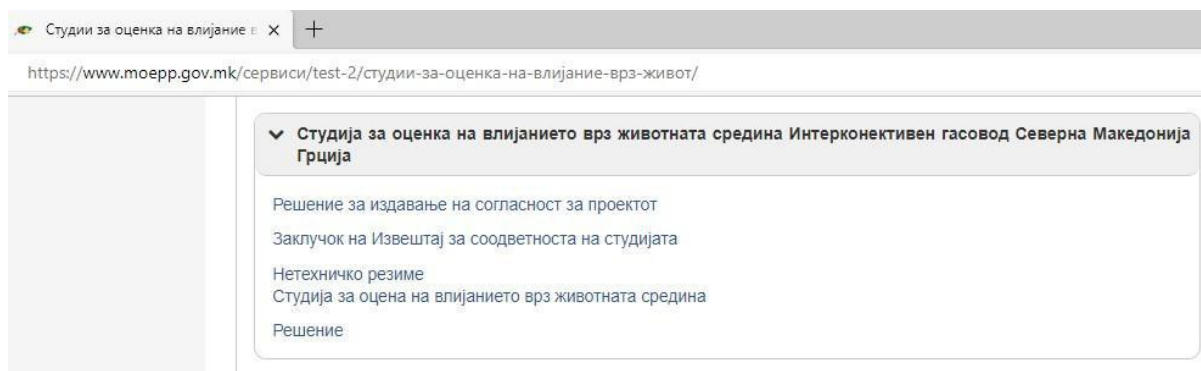 Студии за оценка на влијание в
https://www.moepp.gov.mk/сервиси/test-2/студии-за-оценка-на-влијание-врз-живот/
Студија за оценка на влијанието врз животната средина Интерконективен гасовод Северна Македонија
Грција
Решение за издавање на согласност за проектот
Заклучок на Извештај за соодветноста на студијата
Нетехничко резиме
Студија за оцена на влијанието врз животната средина
Решение